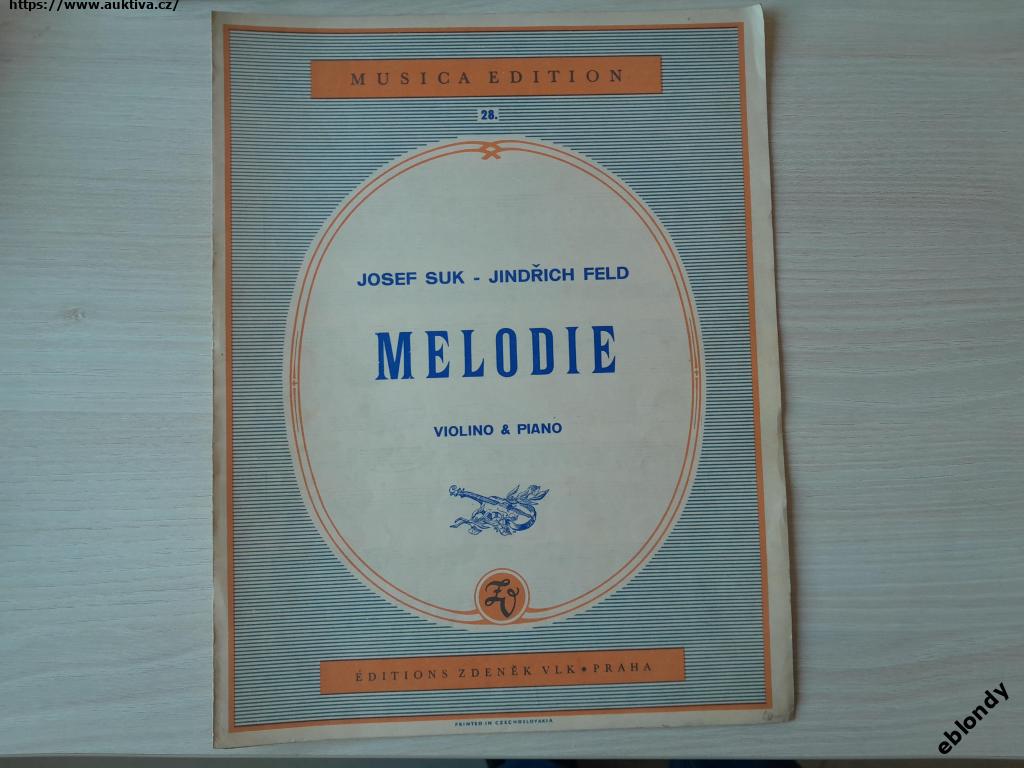 https://www.auktiva.cz/
MUSICA EDITION
28.
JOSEF SUK - JINDŘICH FELD
MELODIE
VIOLINO & PIANO
ZV
ÉDITIONS ZDENĚK VLK * PRAHA
PRINTED IN CZECHOSLOVAKIA
eblondy